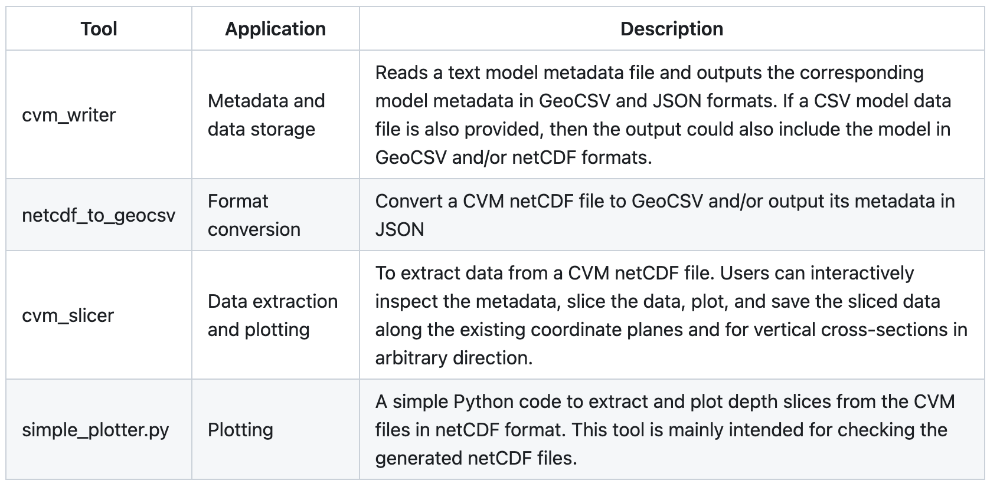 Tool
Application
Description
cvm_writer
Metadata and
data storage
Reads a text model metadata file and outputs the corresponding
model metadata in GeoCSV and JSON formats. If a CSV model data
file is also provided, then the output could also include the model in
GeoCSV and/or netCDF formats.
netcdf_to_geocsv
Format
conversion
Convert a CVM netCDF file to GeoCSV and/or output its metadata in
JSON
cvm_slicer
Data extraction
and plotting
To extract data from a CVM netCDF file. Users can interactively
inspect the metadata, slice the data, plot, and save the sliced data
along the existing coordinate planes and for vertical cross-sections in
arbitrary direction.
simple_plotter.py
Plotting
A simple Python code to extract and plot depth slices from the CVM
files in netCDF format. This tool is mainly intended for checking the
generated netCDF files.